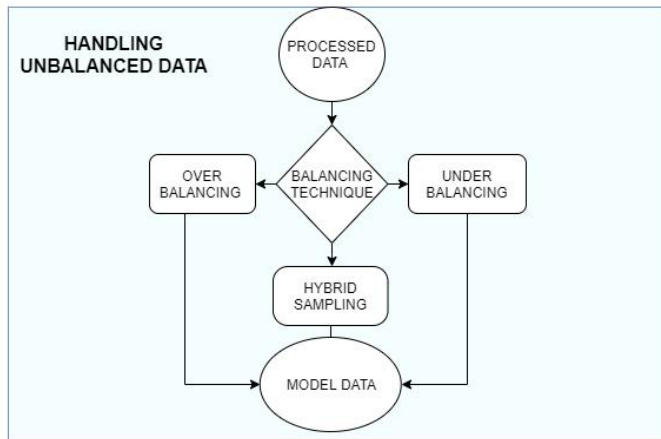 HANDLING
UNBALANCED DATA
PROCESSED
DATA
OVER
BALANCING
BALANCING
TECHNIQUE
UNDER
BALANCING
HYBRID
SAMPLING
MODEL DATA